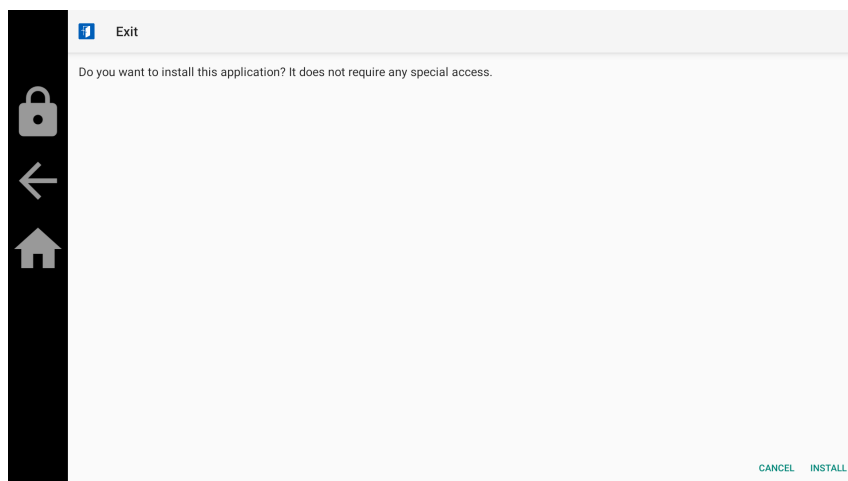 Exit
Do you want to install this application? It does not require any special access.
CANCEL INSTALL